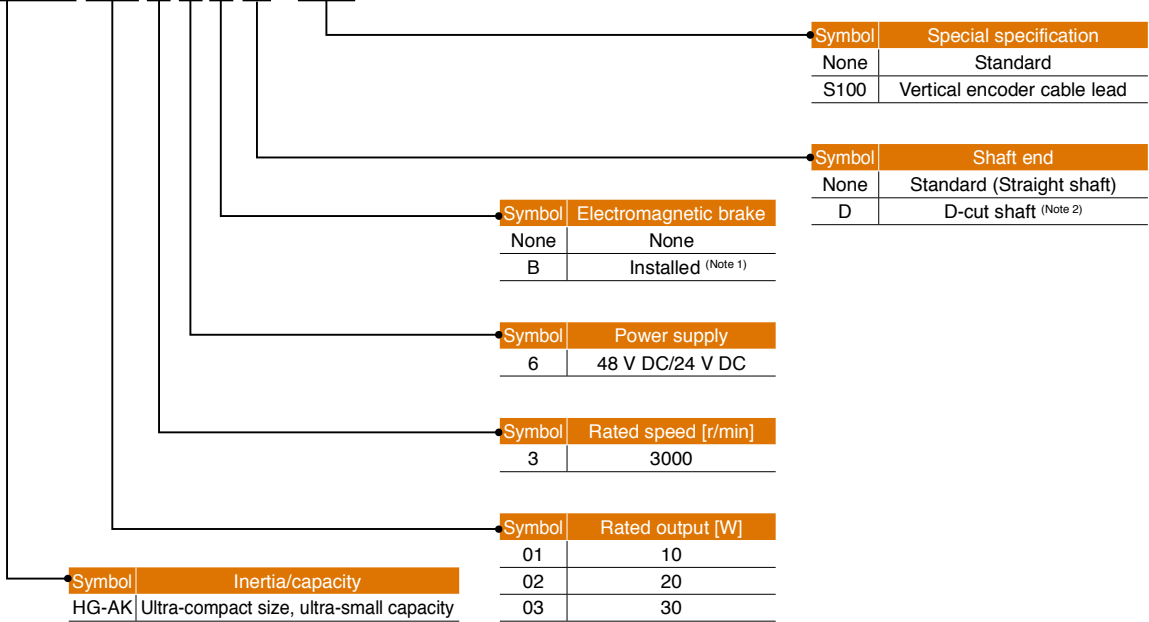 Symbol Special specification
None Standard
S100 Vertical encoder cable lead
Symbol Shaft end
None Standard (Straight shaft)
D D-cut shaft (Note 2)
Symbol Electromagnetic brake
None None
B Installed (Note 1)
Symbol Power supply
6 48 V DC/24 V DC
Symbol Rated speed [r/min]
3 3000
Symbol Rated output [W]
01 10
02 20
03 30
Symbol Inertia/capacity
HG-AK Ultra-compact size, ultra-small capacity